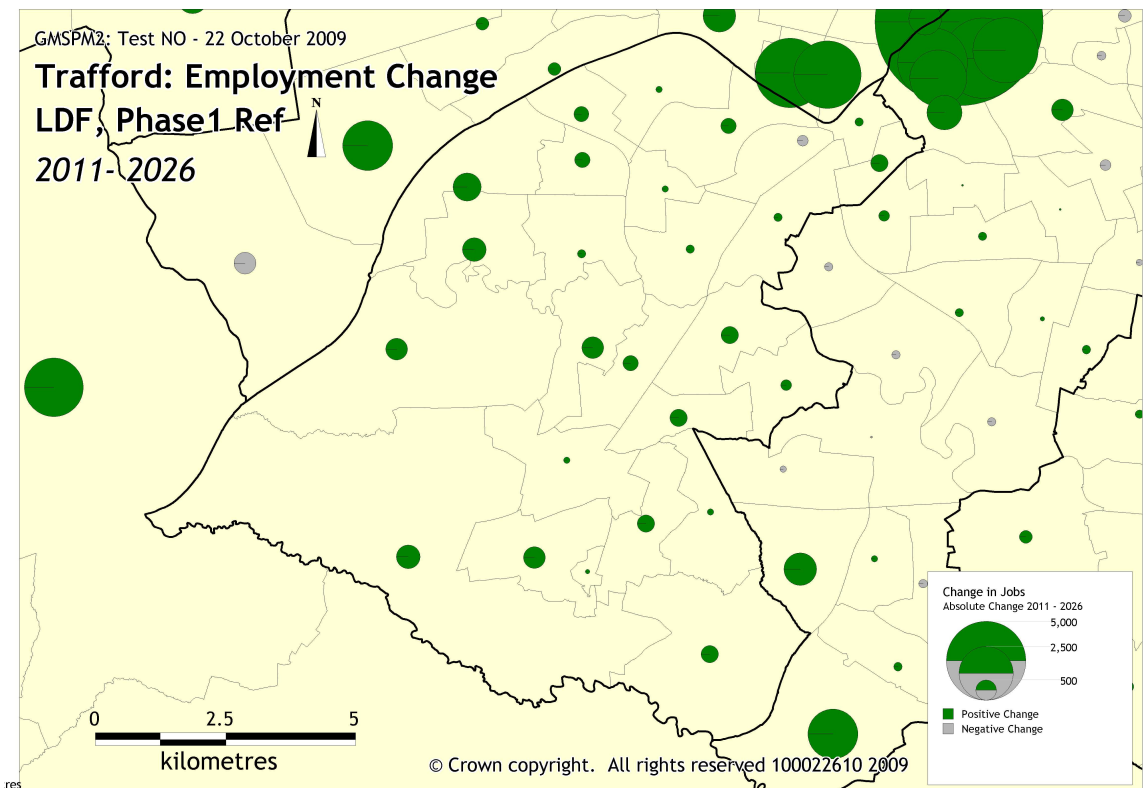 GMSPM2: Test NO - 22 October 2009
Trafford: Employment Change
LDF, Phase1 Ref
2011- 2026
N
Change in Jobs
Absolute Change 2011 - 2026
5,000
2,500
500
Positive Change
Negative Change
0 2.5 5
kilometres
© Crown copyright. All rights reserved 100022610 2009
.res